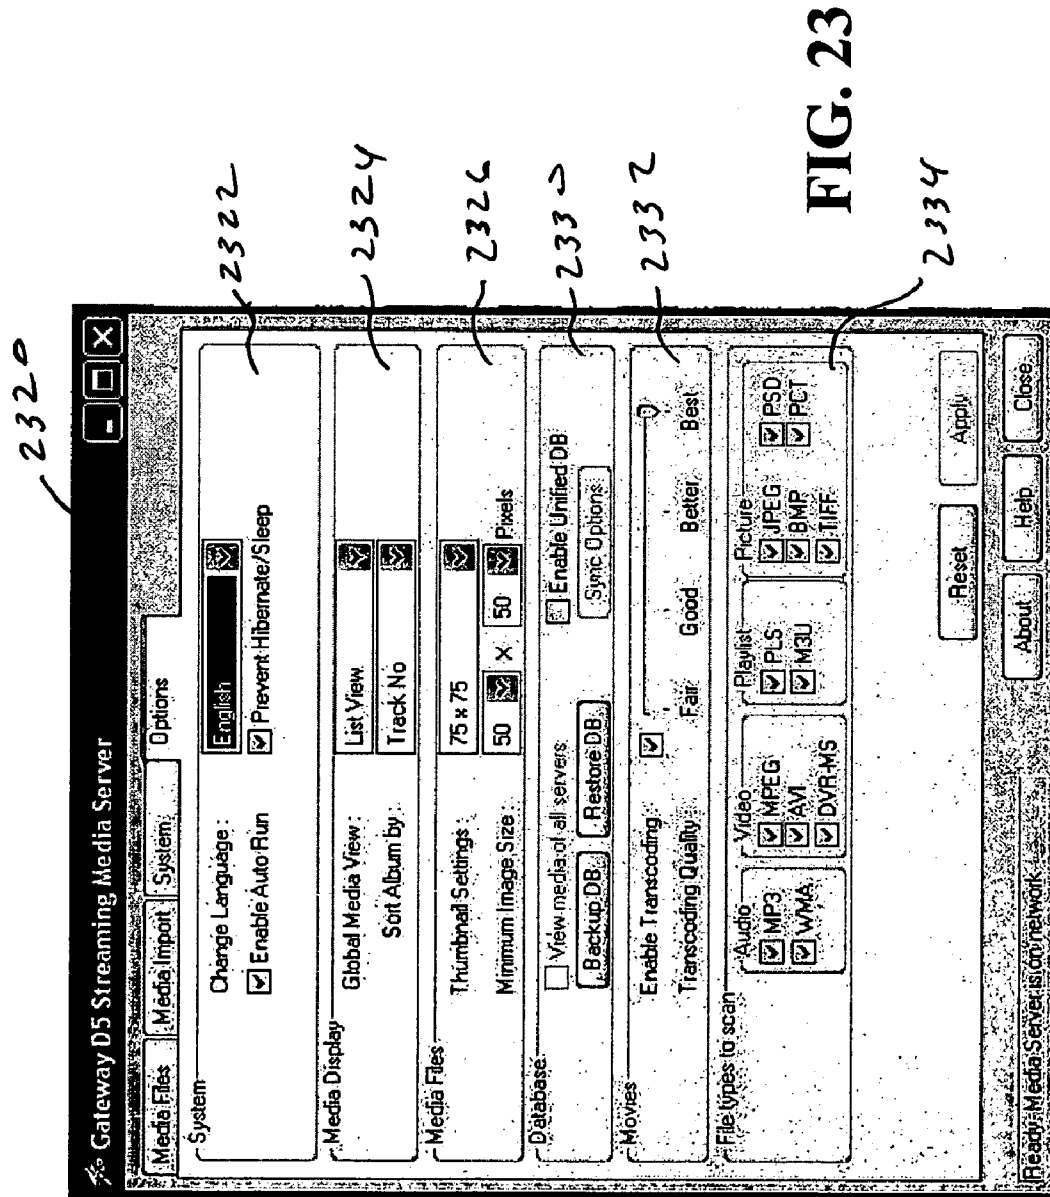 2320
Gateway D5 Streaming Media Server
Media Files Media Import System Options
System
Change Language: English
Enable Auto Run Prevent Hibernate/Sleep
2322
Media Display
Global Media View: List View
Sort Album by: Track No
2324
Media Files
Thumbnail Settings: 75 x 75
Minimum Image Size: 50 X 50 Pixels
2326
Database
View media of all servers Enable Unified DB
Backup DB Restore DB Sync Options
2330
Movies
Enable Transcoding:
Transcoding Quality: Fair Good Better Best
2332
File types to scan
Audio Video Playlist Picture
MP3 MPEG PLS JPEG PSD
WMA AVI M3U BMP PCT
DVR-MS TIFF
2334
Reset Apply
About Help Close
Ready: Media Server is on network
FIG. 23